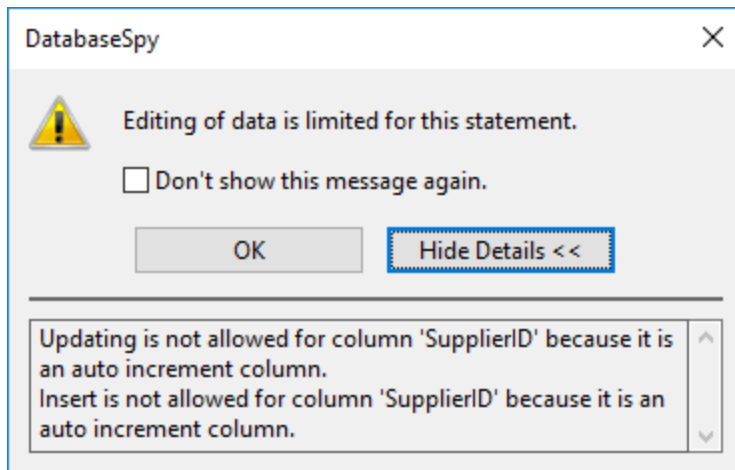 DatabaseSpy
Editing of data is limited for this statement.
Don't show this message again.
OK
Hide Details <<
Updating is not allowed for column 'SupplierID' because it is
an auto increment column.
Insert is not allowed for column 'SupplierID' because it is an
auto increment column.